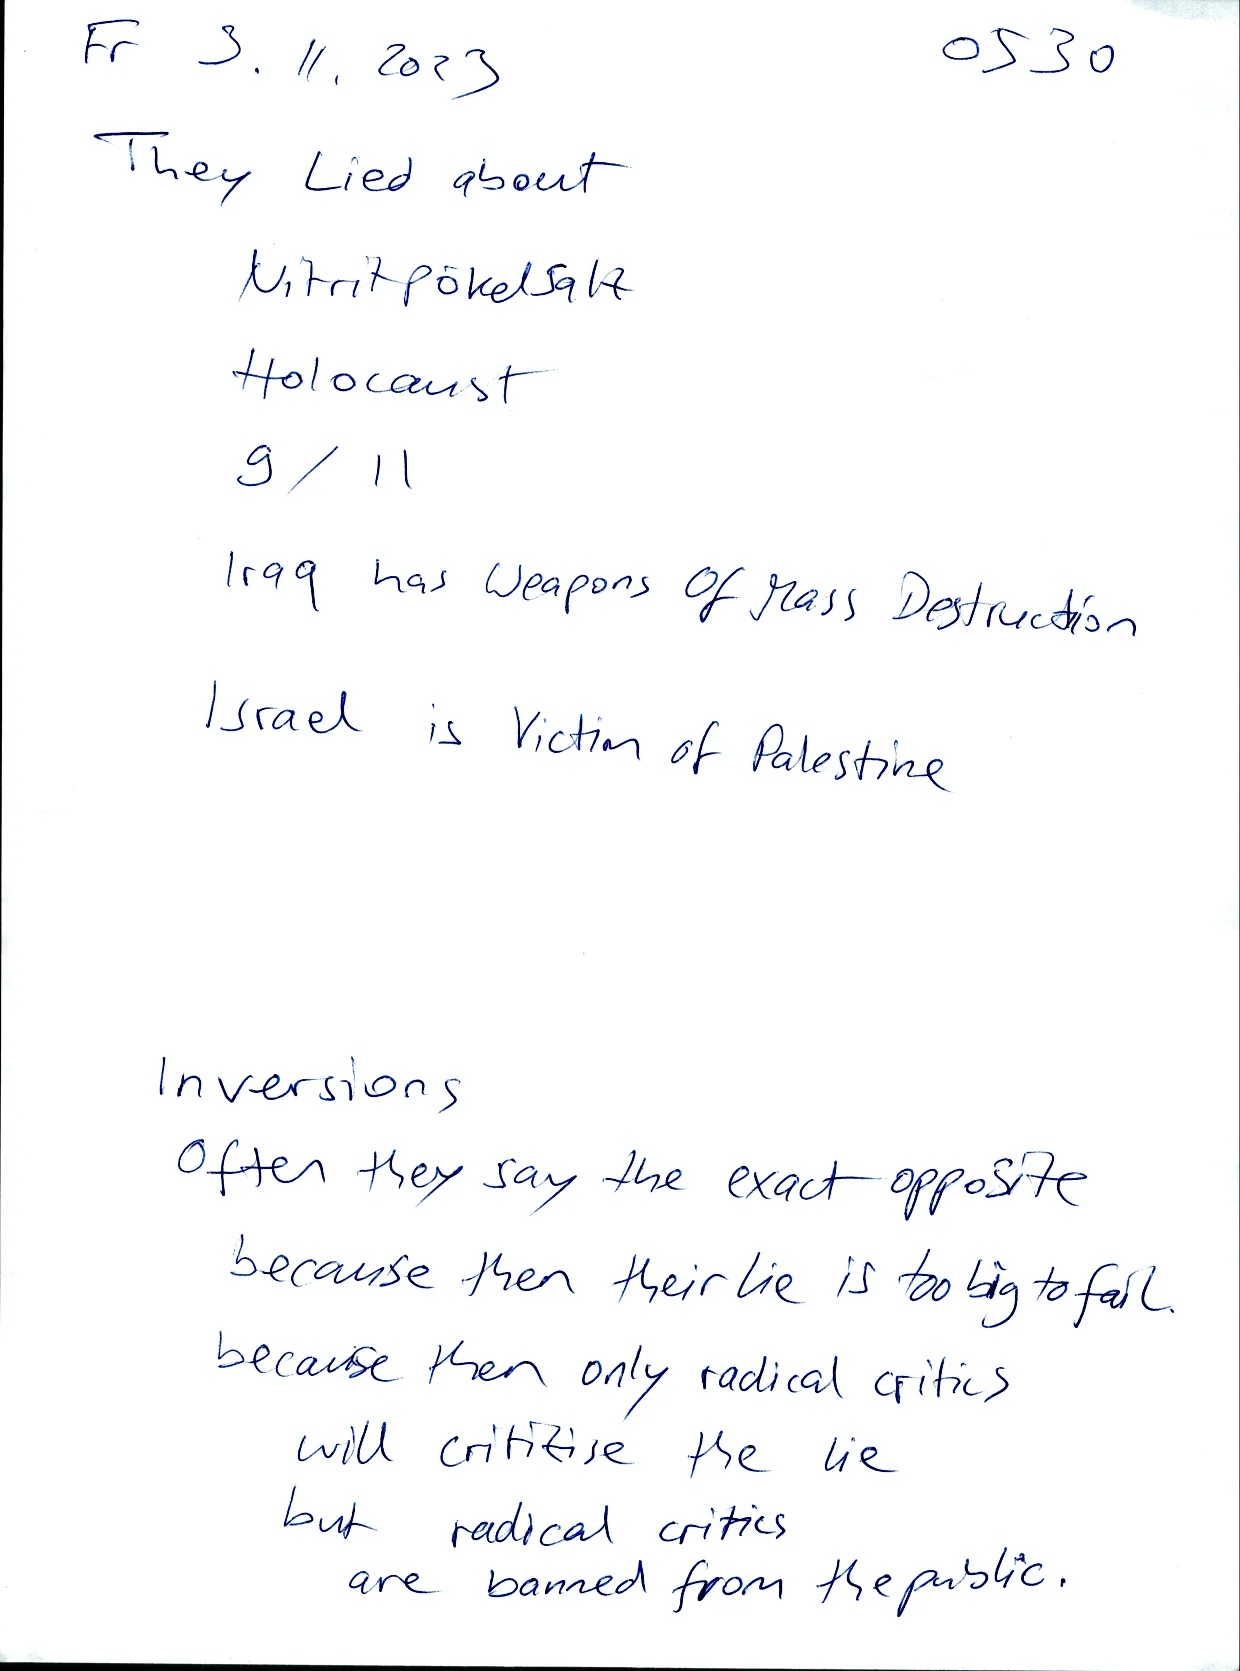 Fr 3. 11. 2023 0530
They Lied about
Nitritpökelsalz
Holocaust
9 / 11
Iraq has Weapons Of Mass Destruction
Israel is Victim of Palestine
Inversions
Often they say the exact opposite
because then their lie is too big to fail.
because then only radical critics
will critizise the lie
but radical critics
are banned from the public.